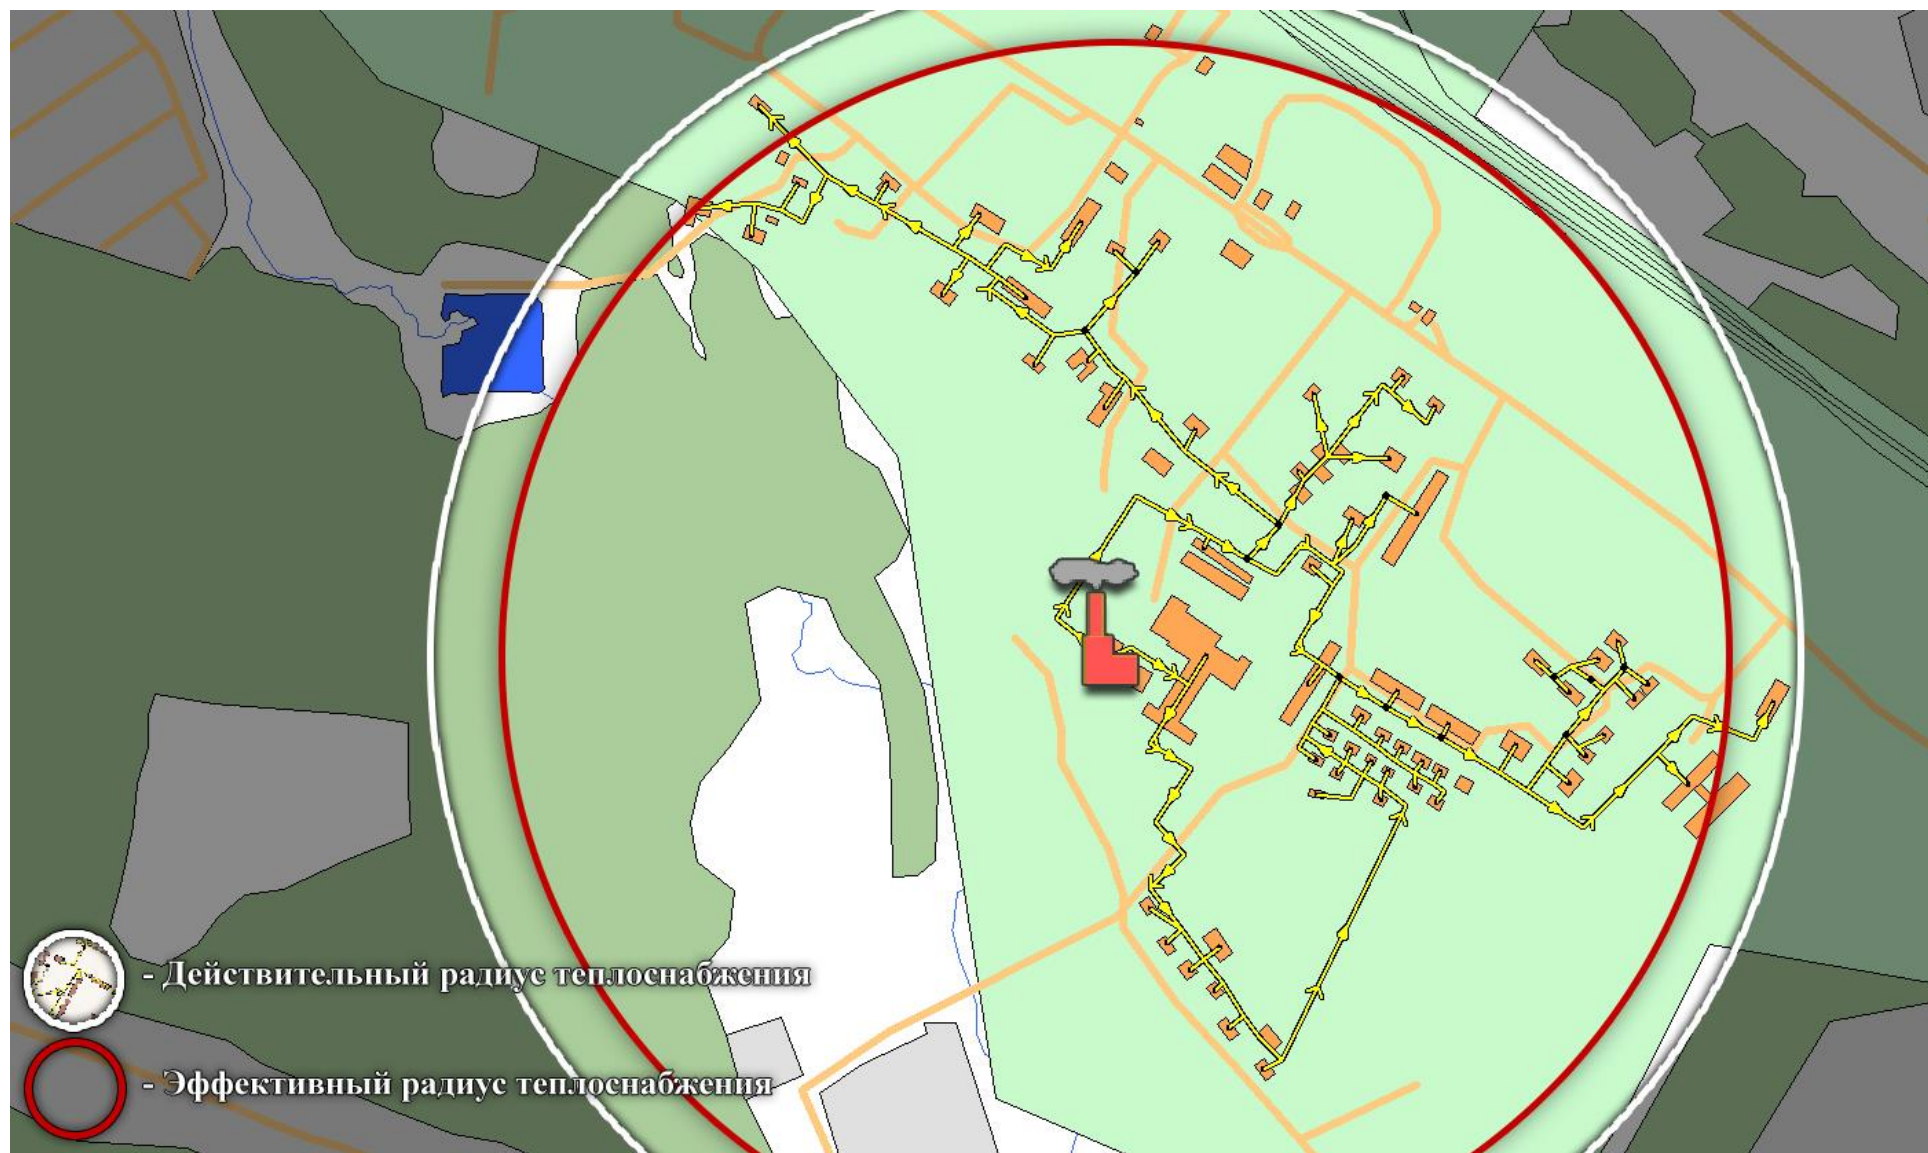 - Действительный радиус теплоснабжения
- Эффективный радиус теплоснабжения